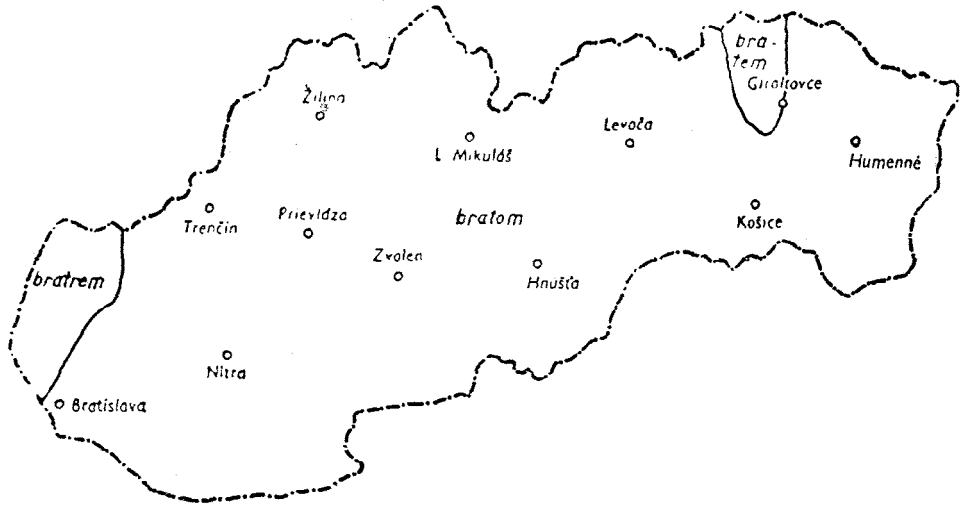 bra-
tem
Giraltovce
Žilina
Levoča
L. Mikuláš
Humenné
Trenčín
Prievidza
bratom
Košice
Zvolen
Hnúšťa
bratrem
Nitra
Bratislava